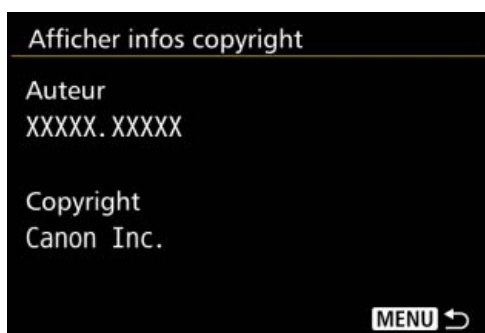 Afficher infos copyright
Auteur
XXXXX.XXXXX
Copyright
Canon Inc.
MENU